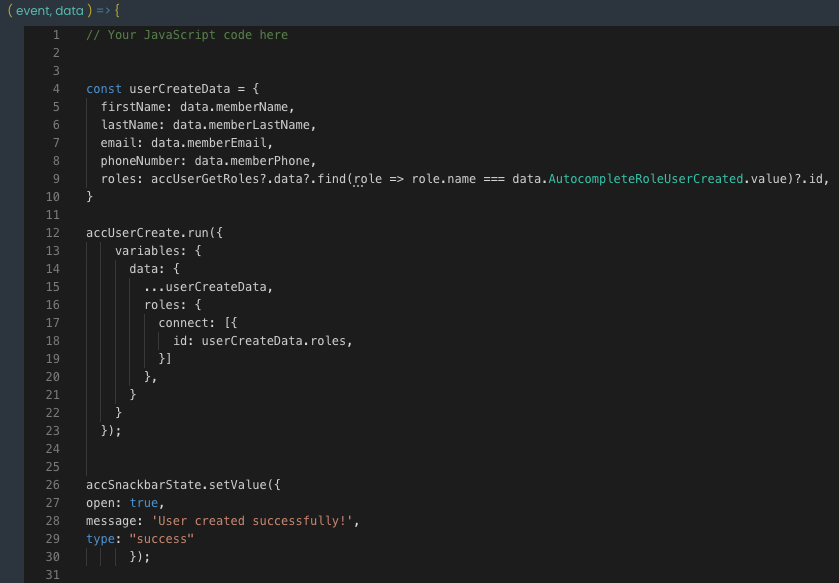 ( event, data ) => {
1 // Your JavaScript code here
2
3
4 const userCreateData = {
5 firstName: data.memberName,
6 lastName: data.memberLastName,
7 email: data.memberEmail,
8 phoneNumber: data.memberPhone,
9 roles: accUserGetRoles?.data?.find(role => role.name === data.AutocompleteRoleUserCreated.value)?.id,
10 }
11
12 accUserCreate.run({
13 variables: {
14 data: {
15 ...userCreateData,
16 roles: {
17 connect: [{
18 id: userCreateData.roles,
19 }]
20 },
21 }
22 }
23 });
24
25
26 accSnackbarState.setValue({
27 open: true,
28 message: 'User created successfully!',
29 type: "success"
30 });
31